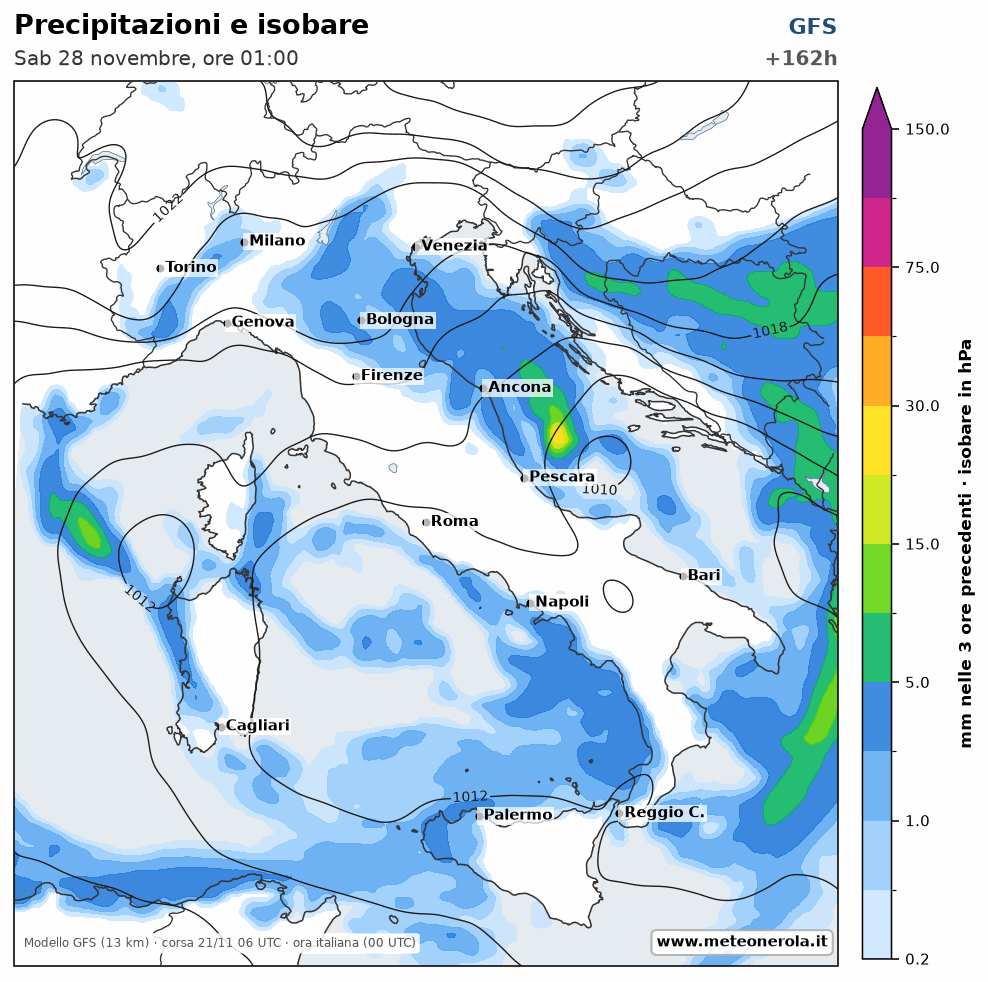 Precipitazioni e isobare
GFS
Sab 28 novembre, ore 01:00
+162h
150.0
75.0
30.0
15.0
5.0
1.0
0.2
mm nelle 3 ore precedenti · isobare in hPa
1022
Milano
Venezia
Torino
Genova
Bologna
1018
Firenze
Ancona
Pescara
1010
Roma
Bari
1012
Napoli
Cagliari
1012
Palermo
Reggio C.
Modello GFS (13 km) · corsa 21/11 06 UTC · ora italiana (00 UTC)
www.meteonerola.it